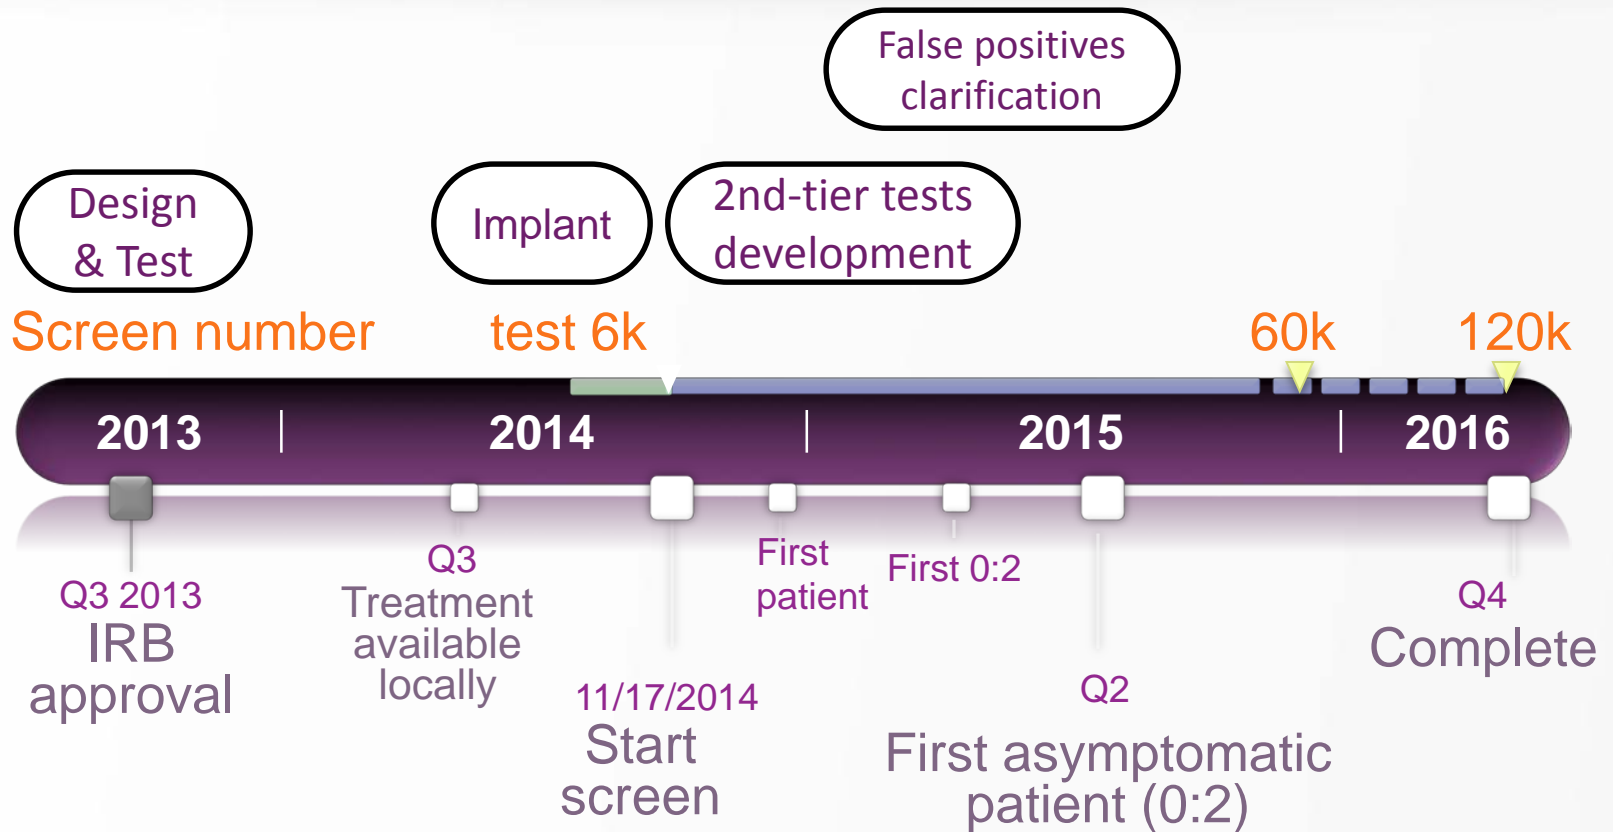 False positives
clarification
Design
& Test
Implant
2nd-tier tests
development
Screen number
test 6k
60k
120k
2013
2014
2015
2016
Q3 2013
IRB
approval
Q3
Treatment
available
locally
11/17/2014
Start
screen
First
patient
First 0:2
Q2
First asymptomatic
patient (0:2)
Q4
Complete